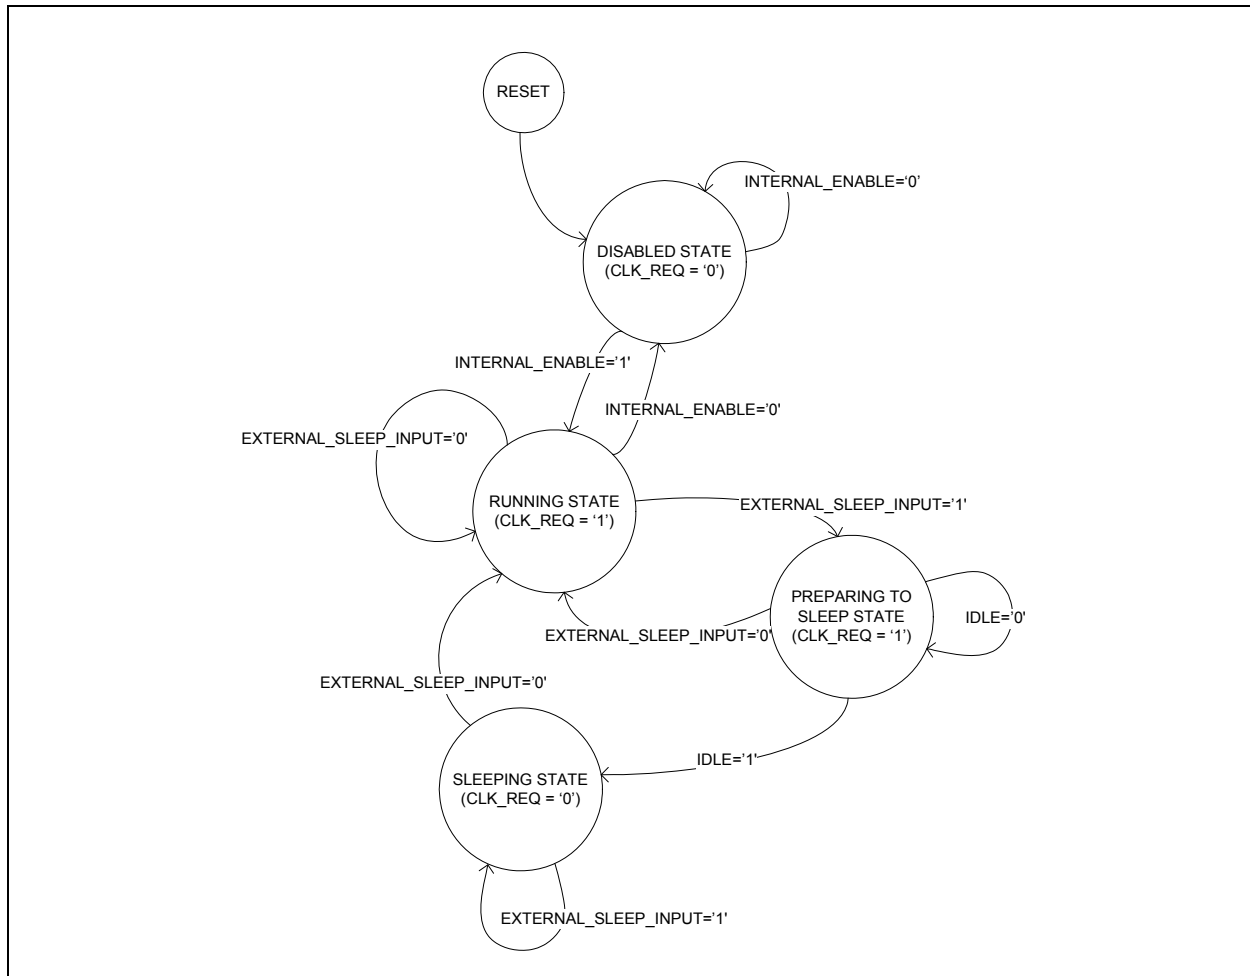 RESET
INTERNAL_ENABLE=‘0’
DISABLED STATE
(CLK_REQ = ‘0’)
INTERNAL_ENABLE=’1'
INTERNAL_ENABLE=’0'
EXTERNAL_SLEEP_INPUT=’0'
RUNNING STATE
(CLK_REQ = ‘1’)
EXTERNAL_SLEEP_INPUT=’1'
PREPARING TO
SLEEP STATE
(CLK_REQ = ‘1’)
IDLE=’0'
EXTERNAL_SLEEP_INPUT=’0'
EXTERNAL_SLEEP_INPUT=’0'
IDLE=’1'
SLEEPING STATE
(CLK_REQ = ‘0’)
EXTERNAL_SLEEP_INPUT=’1'